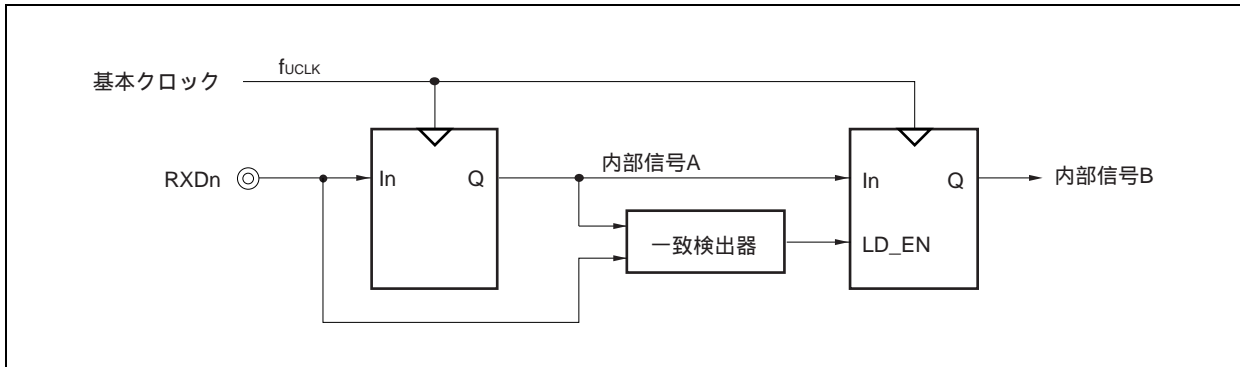 基本クロック
fUCLK
RXDn
In
Q
内部信号A
In
Q
内部信号B
一致検出器
LD_EN